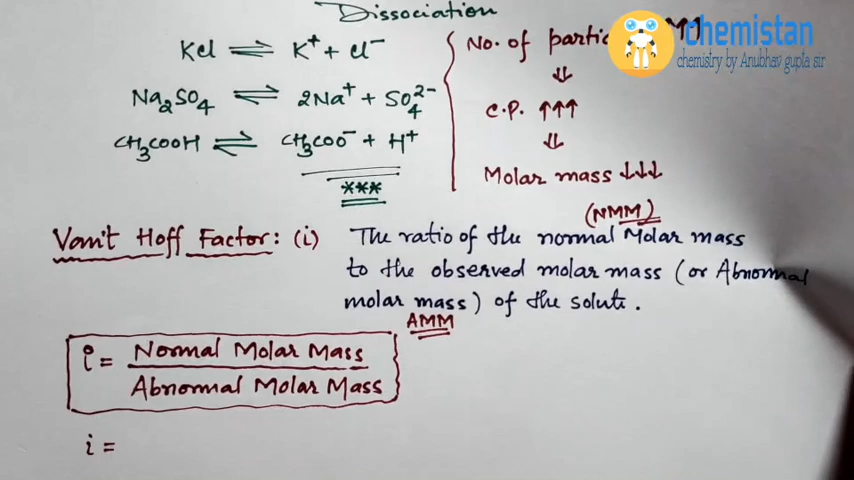 Dissociation
KCl ⇌ K⁺ + Cl⁻
Na₂SO₄ ⇌ 2Na⁺ + SO₄²⁻
CH₃COOH ⇌ CH₃COO⁻ + H⁺
***
No. of
⇓
C.P. ↑↑↑
⇓
Molar mass ↓↓↓
(NMM)
chemistan
chemistry by Anubhav gupta sir
Van't Hoff Factor: (i) The ratio of the normal Molar mass
to the observed molar mass (or Abnormal
molar mass) of the solute.
AMM
i = Normal Molar Mass
Abnormal Molar Mass
i =